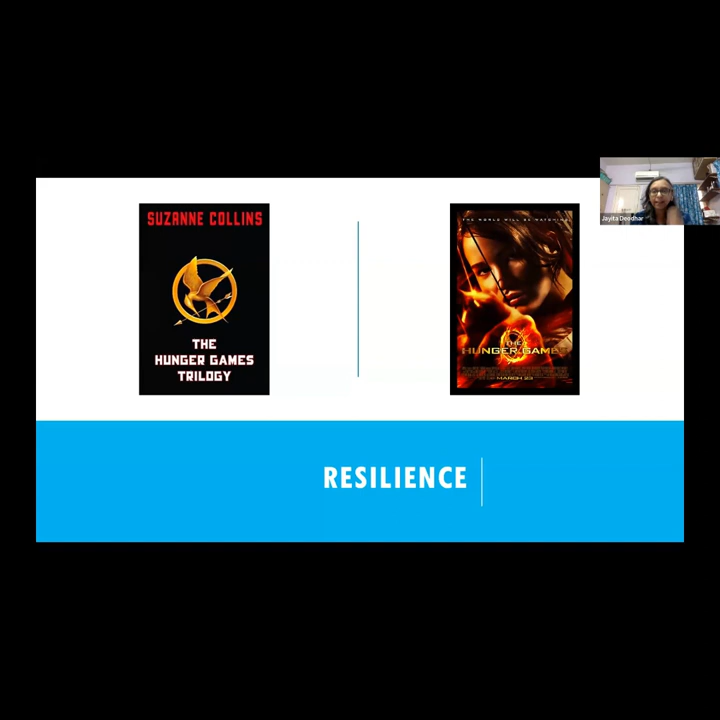 SUZANNE COLLINS
THE
HUNGER GAMES
TRILOGY
THE WORLD WILL BE WATCHING
THE
HUNGER GAMES
MARCH 23
Jayita Deodhar
RESILIENCE